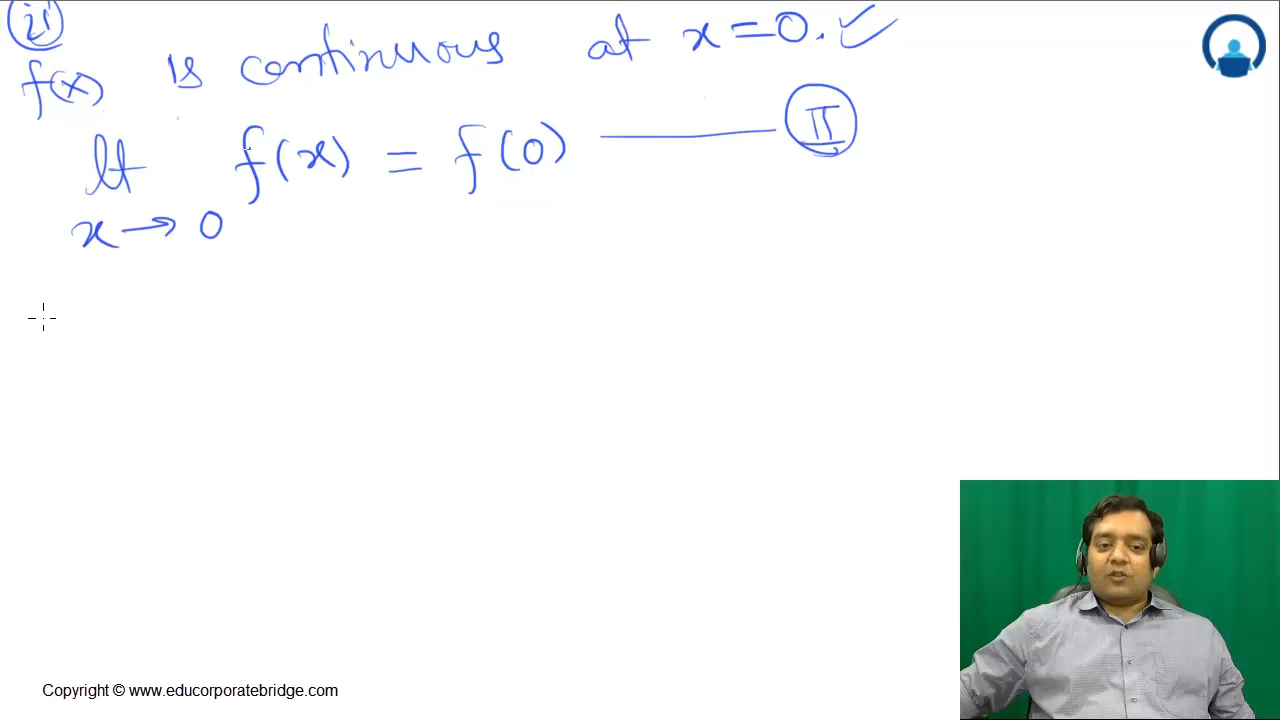 (ii)
f(x) is continuous at x = 0. ✓
lt f(x) = f(0) —— (II)
x → 0
Copyright © www.educorporatebridge.com